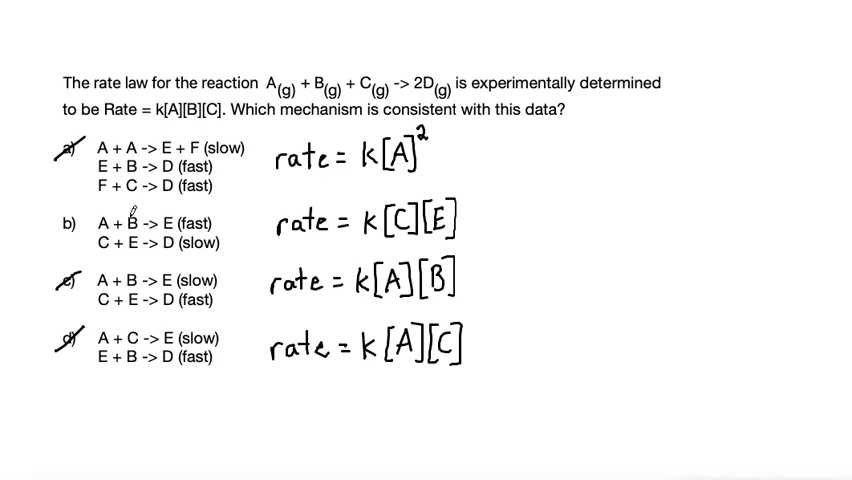 The rate law for the reaction A(g) + B(g) + C(g) -> 2D(g) is experimentally determined
to be Rate = k[A][B][C]. Which mechanism is consistent with this data?
a) A + A -> E + F (slow) rate = k[A]²
E + B -> D (fast)
F + C -> D (fast)
b) A + B -> E (fast) rate = k[C][E]
C + E -> D (slow)
c) A + B -> E (slow) rate = k[A][B]
C + E -> D (fast)
d) A + C -> E (slow) rate = k[A][C]
E + B -> D (fast)